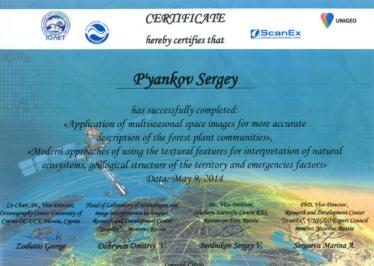 CERTIFICATE
UNIGEO
hereby certifies that
ScanEx
P'yankov Sergey
has successfully completed:
«Application of multiseasonal space images for more accurate
description of the forest plant communities»,
«Modern approaches of using the textural features for interpretation of natural
ecosystems, geological structure of the territory and emergencies factors»
Data: May 9, 2014
Co-Chair, Dr., Vice-Director,
Oceanography Center University of
Cyprus OC-UCY, Nicosia, Cyprus
Zodiatis George
Head of Laboratory of techniques and
image interpretation techniques
Research and Development Center
"ScanEx", Moscow, Russia
Dobrynin Dmitriy V.
Dr., Vice-Director,
Southern Scientific Centre RAS,
Rostov-on-Don, Russia
Berdnikov Sergey V.
PhD, Vice-Director,
Research and Development Center
"ScanEx", UNIGEO Expert Council
member, Moscow, Russia
Sergeeva Marina A.